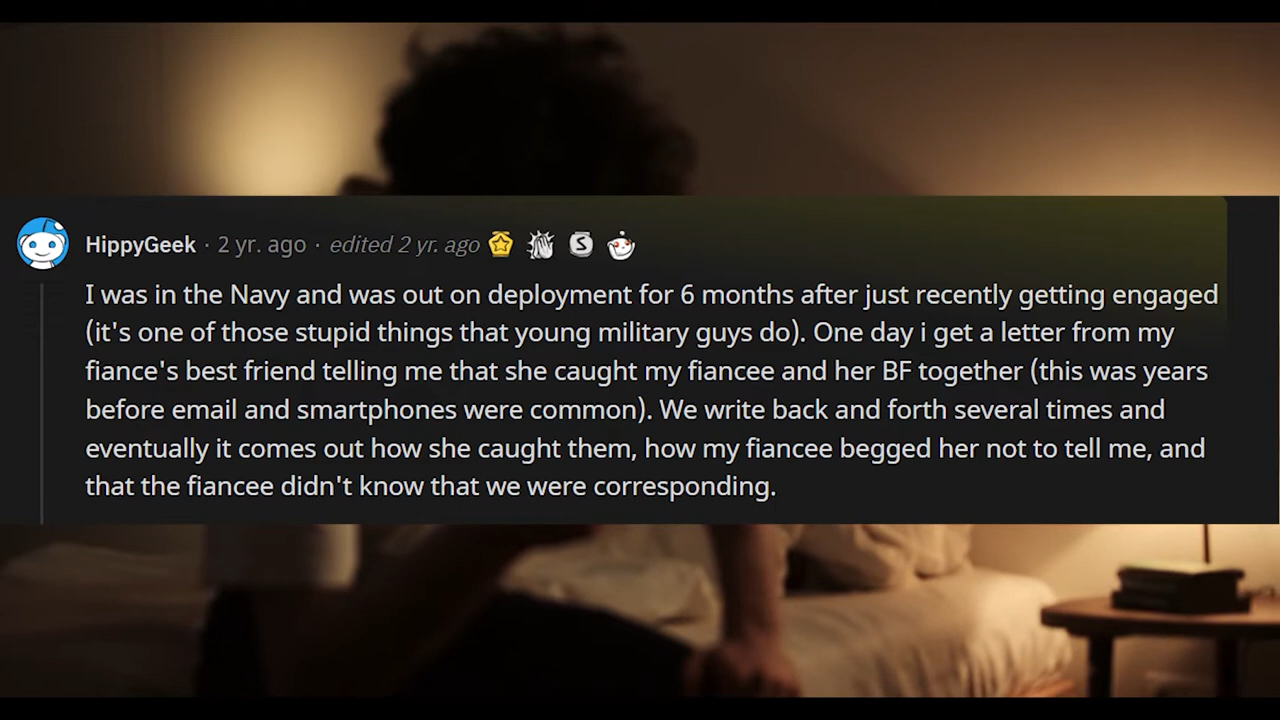 HippyGeek · 2 yr. ago · edited 2 yr. ago
I was in the Navy and was out on deployment for 6 months after just recently getting engaged
(it's one of those stupid things that young military guys do). One day i get a letter from my
fiance's best friend telling me that she caught my fiancee and her BF together (this was years
before email and smartphones were common). We write back and forth several times and
eventually it comes out how she caught them, how my fiancee begged her not to tell me, and
that the fiancee didn't know that we were corresponding.